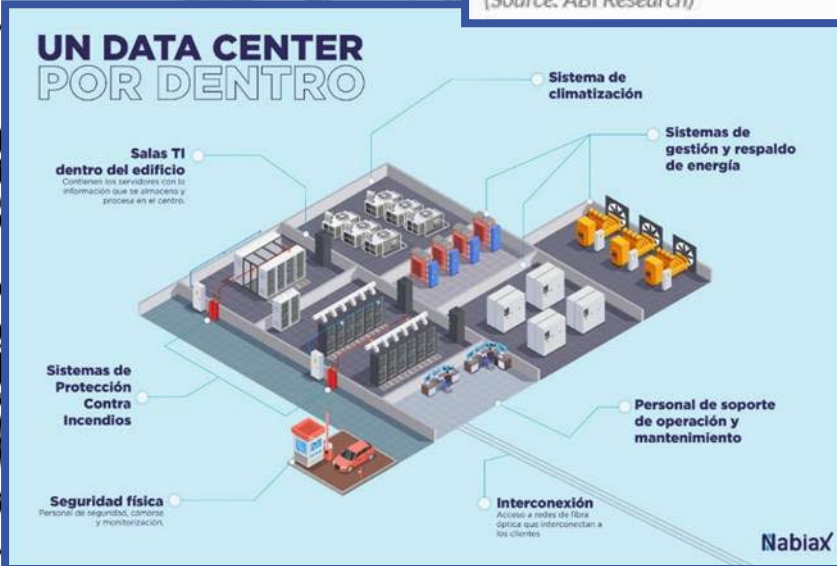 (Source: ABI Research)
UN DATA CENTER
POR DENTRO
Sistema de
climatización
Sistemas de
gestión y respaldo
de energía
Salas TI
dentro del edificio
Contienen los servidores con la
información que se almacena y
procesa en el centro.
Sistemas de
Protección
Contra
Incendios
Personal de soporte
de operación y
mantenimiento
Seguridad física
Personal de seguridad, cámaras
y monitorización.
Interconexión
Acceso a redes de fibra
óptica que interconectan a
los clientes
Nabiax